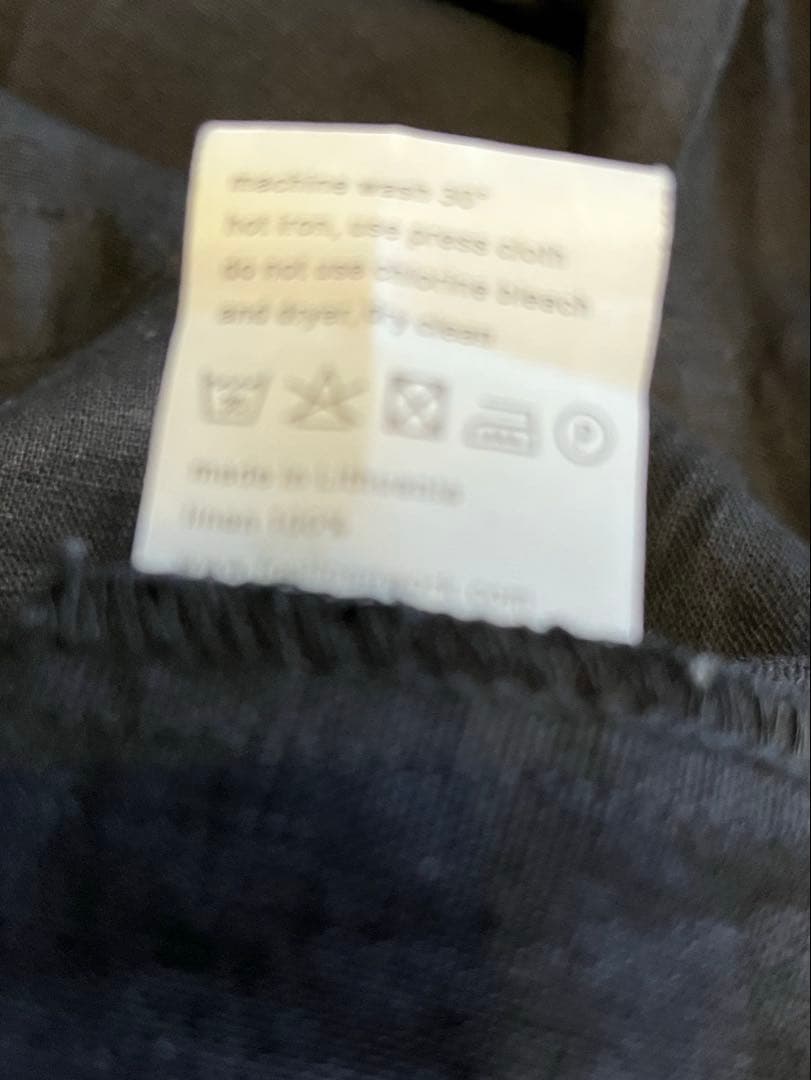 machine wash 30°
hot iron, use press cloth
do not use chlorine bleach
and dryer, dry clean
P
made in Lithuania
linen 100%